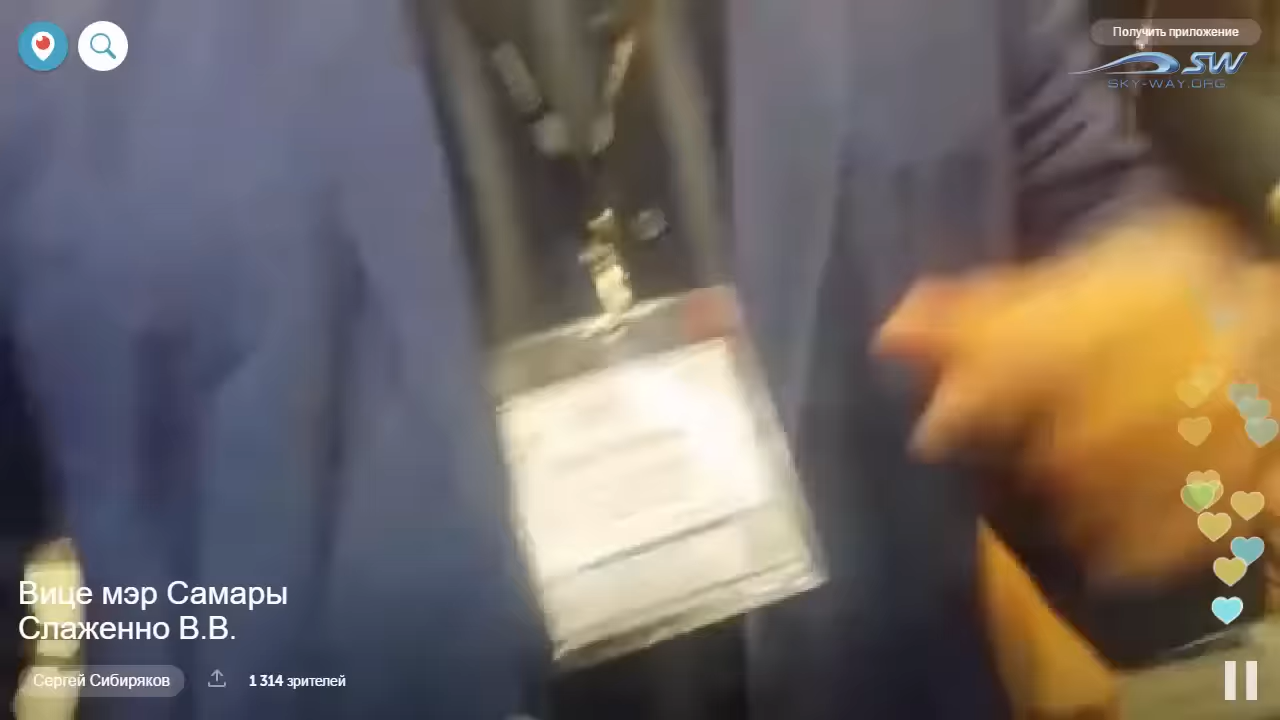 Получить приложение
SW
SKY-WAY.ORG
Вице мэр Самары
Слаженно В.В.
Сергей Сибиряков
1 314 зрителей